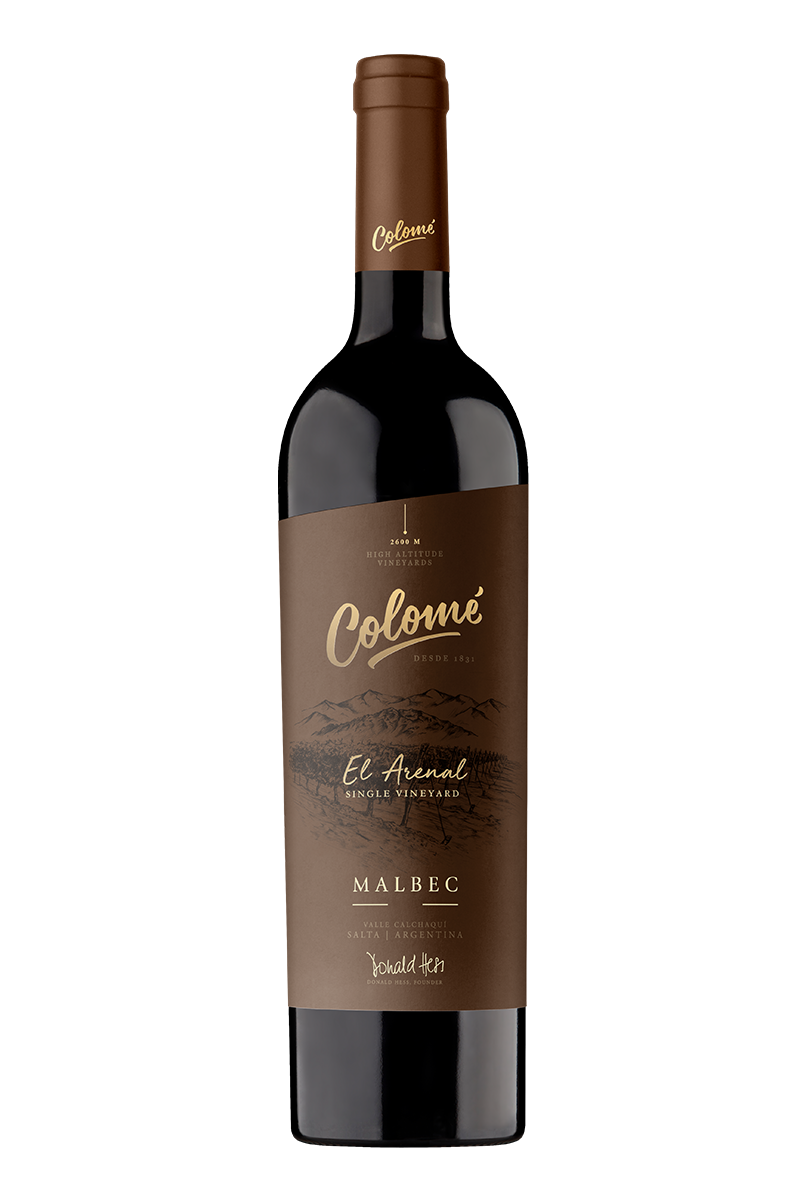 Colomé
2600 M
HIGH ALTITUDE
VINEYARDS
Colomé
DESDE 1831
El Arenal
SINGLE VINEYARD
MALBEC
VALLE CALCHAQUÍ
SALTA | ARGENTINA
Donald Hess
DONALD HESS, FOUNDER